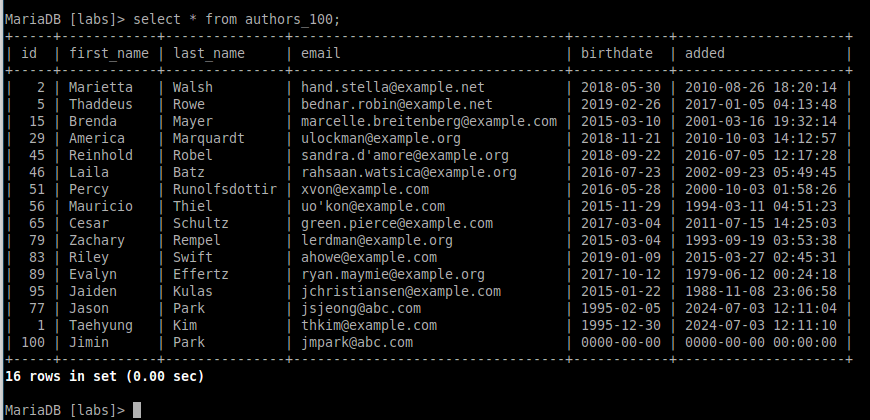 MariaDB [labs]> select * from authors_100;
+-----+------------+---------------+---------------------------------+------------+---------------------+
| id  | first_name | last_name     | email                           | birthdate  | added               |
+-----+------------+---------------+---------------------------------+------------+---------------------+
|   2 | Marietta   | Walsh         | hand.stella@example.net         | 2018-05-30 | 2010-08-26 18:20:14 |
|   5 | Thaddeus   | Rowe          | bednar.robin@example.net        | 2019-02-26 | 2017-01-05 04:13:48 |
|  15 | Brenda     | Mayer         | marcelle.breitenberg@example.com | 2015-03-10 | 2001-03-16 19:32:14 |
|  29 | America    | Marquardt     | ulockman@example.org            | 2018-11-21 | 2010-10-03 14:12:57 |
|  45 | Reinhold   | Robel         | sandra.d'amore@example.org      | 2018-09-22 | 2016-07-05 12:17:28 |
|  46 | Laila      | Batz          | rahsaan.watsica@example.org     | 2016-07-23 | 2002-09-23 05:49:45 |
|  51 | Percy      | Runolfsdottir | xvon@example.com                | 2016-05-28 | 2000-10-03 01:58:26 |
|  56 | Mauricio   | Thiel         | uo'kon@example.com              | 2015-11-29 | 1994-03-11 04:51:23 |
|  65 | Cesar      | Schultz       | green.pierce@example.com        | 2017-03-04 | 2011-07-15 14:25:03 |
|  79 | Zachary    | Rempel        | lerdman@example.org             | 2015-03-04 | 1993-09-19 03:53:38 |
|  83 | Riley      | Swift         | ahowe@example.com               | 2019-01-09 | 2015-03-27 02:45:31 |
|  89 | Evalyn     | Effertz       | ryan.maymie@example.org         | 2017-10-12 | 1979-06-12 00:24:18 |
|  95 | Jaiden     | Kulas         | jchristiansen@example.com       | 2015-01-22 | 1988-11-08 23:06:58 |
|  77 | Jason      | Park          | jsjeong@abc.com                 | 1995-02-05 | 2024-07-03 12:11:04 |
|   1 | Taehyung   | Kim           | thkim@example.com               | 1995-12-30 | 2024-07-03 12:11:10 |
| 100 | Jimin      | Park          | jmpark@abc.com                  | 0000-00-00 | 0000-00-00 00:00:00 |
+-----+------------+---------------+---------------------------------+------------+---------------------+
16 rows in set (0.00 sec)
MariaDB [labs]>